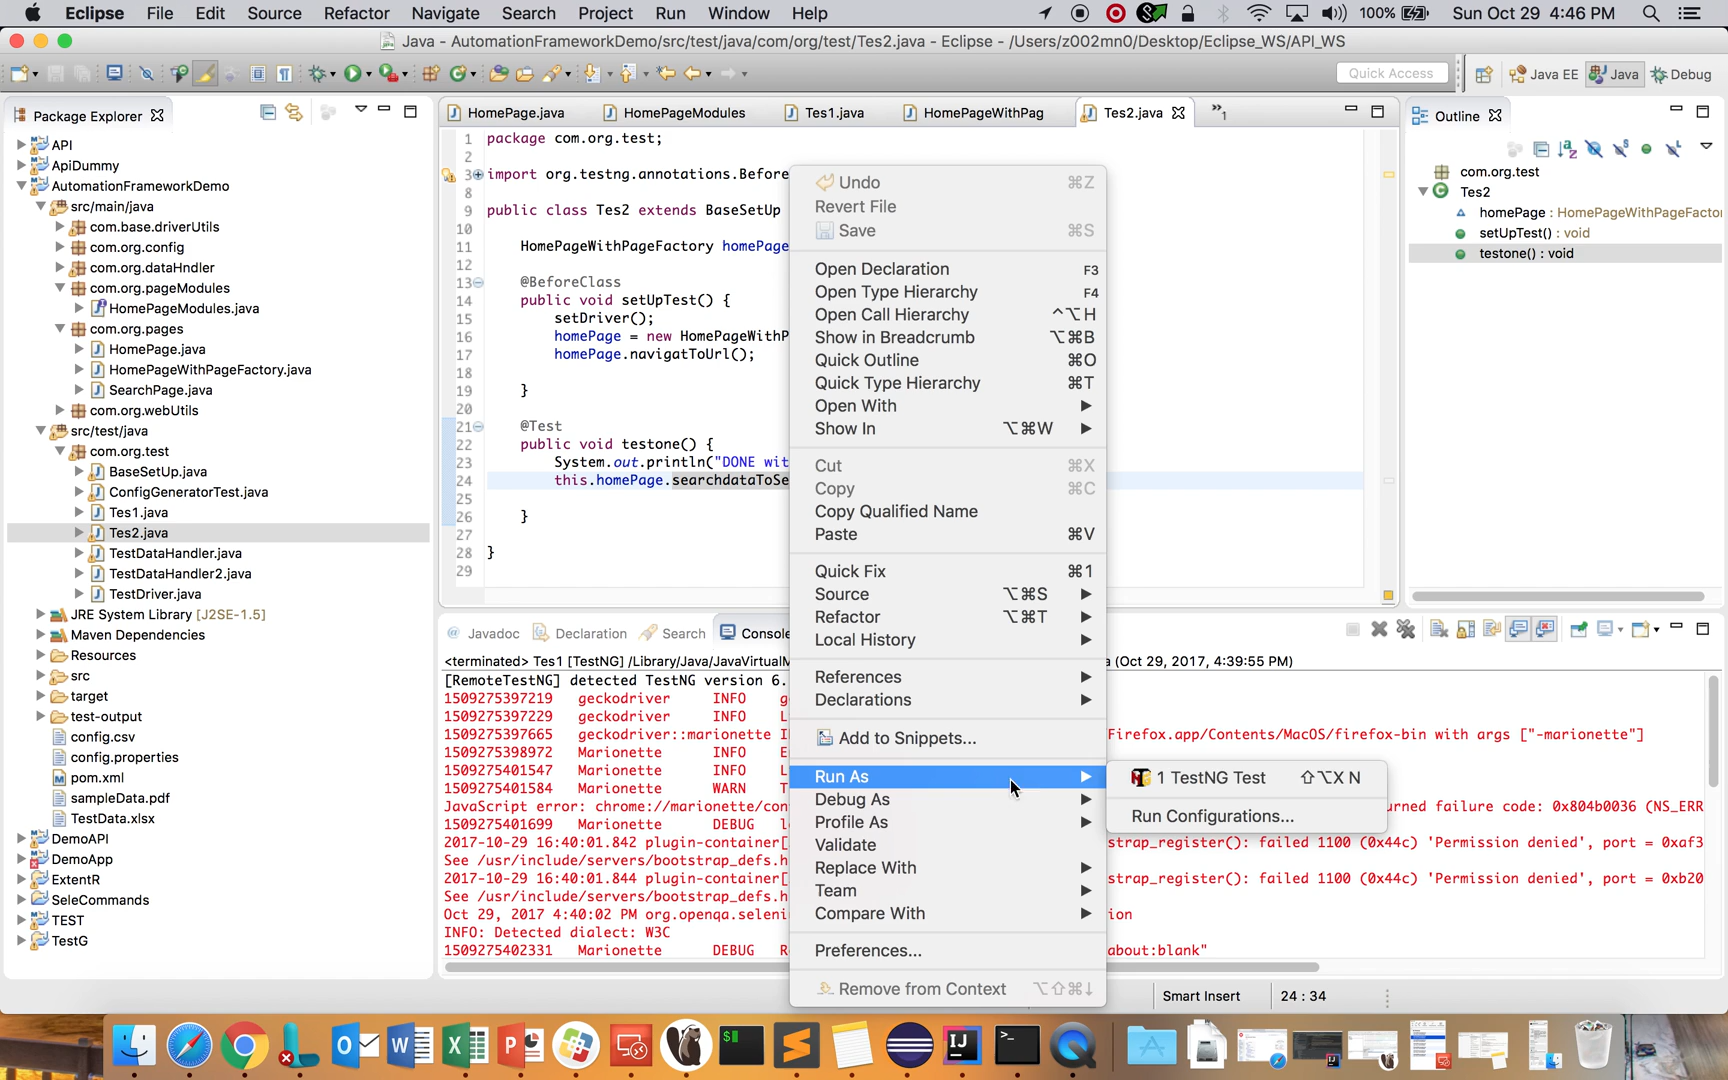 Eclipse File Edit Source Refactor Navigate Search Project Run Window Help 100% Sun Oct 29 4:46 PM
Java - AutomationFrameworkDemo/src/test/java/com/org/test/Tes2.java - Eclipse - /Users/z002mn0/Desktop/Eclipse_WS/API_WS
Quick Access Java EE Java Debug
Package Explorer
API
ApiDummy
AutomationFrameworkDemo
src/main/java
com.base.driverUtils
com.org.config
com.org.dataHndler
com.org.pageModules
HomePageModules.java
com.org.pages
HomePage.java
HomePageWithPageFactory.java
SearchPage.java
com.org.webUtils
src/test/java
com.org.test
BaseSetUp.java
ConfigGeneratorTest.java
Tes1.java
Tes2.java
TestDataHandler.java
TestDataHandler2.java
TestDriver.java
JRE System Library [J2SE-1.5]
Maven Dependencies
Resources
src
target
test-output
config.csv
config.properties
pom.xml
sampleData.pdf
TestData.xlsx
DemoAPI
DemoApp
ExtentR
SeleCommands
TEST
TestG
HomePage.java HomePageModules Tes1.java HomePageWithPag Tes2.java »1
1 package com.org.test;
2
3 import org.testng.annotations.Before
8
9 public class Tes2 extends BaseSetUp
10
11 HomePageWithPageFactory homePage
12
13 @BeforeClass
14 public void setUpTest() {
15 setDriver();
16 homePage = new HomePageWithP
17 homePage.navigatToUrl();
18
19 }
20
21 @Test
22 public void testone() {
23 System.out.println("DONE wit
24 this.homePage.searchdataToSe
25
26 }
27
28 }
29
Undo ⌘Z
Revert File
Save ⌘S
Open Declaration F3
Open Type Hierarchy F4
Open Call Hierarchy ^⌥H
Show in Breadcrumb ⌥⌘B
Quick Outline ⌘O
Quick Type Hierarchy ⌘T
Open With
Show In ⌥⌘W
Cut ⌘X
Copy ⌘C
Copy Qualified Name
Paste ⌘V
Quick Fix ⌘1
Source ⌥⌘S
Refactor ⌥⌘T
Local History
References
Declarations
Add to Snippets...
Run As
Debug As
Profile As
Validate
Replace With
Team
Compare With
Preferences...
Remove from Context ⌥⇧⌘↓
1 TestNG Test ⇧⌥X N
Run Configurations...
Outline
com.org.test
Tes2
homePage : HomePageWithPageFacto
setUpTest() : void
testone() : void
Javadoc Declaration Search Console
<terminated> Tes1 [TestNG] /Library/Java/JavaVirtualM a (Oct 29, 2017, 4:39:55 PM)
[RemoteTestNG] detected TestNG version 6.
1509275397219 geckodriver INFO g
1509275397229 geckodriver INFO L
1509275397665 geckodriver::marionette I Firefox.app/Contents/MacOS/firefox-bin with args ["-marionette"]
1509275398972 Marionette INFO E
1509275401547 Marionette INFO L
1509275401584 Marionette WARN T
JavaScript error: chrome://marionette/con urned failure code: 0x804b0036 (NS_ERR
1509275401699 Marionette DEBUG l
2017-10-29 16:40:01.842 plugin-container[ strap_register(): failed 1100 (0x44c) 'Permission denied', port = 0xaf3
See /usr/include/servers/bootstrap_defs.h
2017-10-29 16:40:01.844 plugin-container[ strap_register(): failed 1100 (0x44c) 'Permission denied', port = 0xb20
See /usr/include/servers/bootstrap_defs.h
Oct 29, 2017 4:40:02 PM org.openqa.seleni ion
INFO: Detected dialect: W3C
1509275402331 Marionette DEBUG R about:blank"
Smart Insert 24 : 34